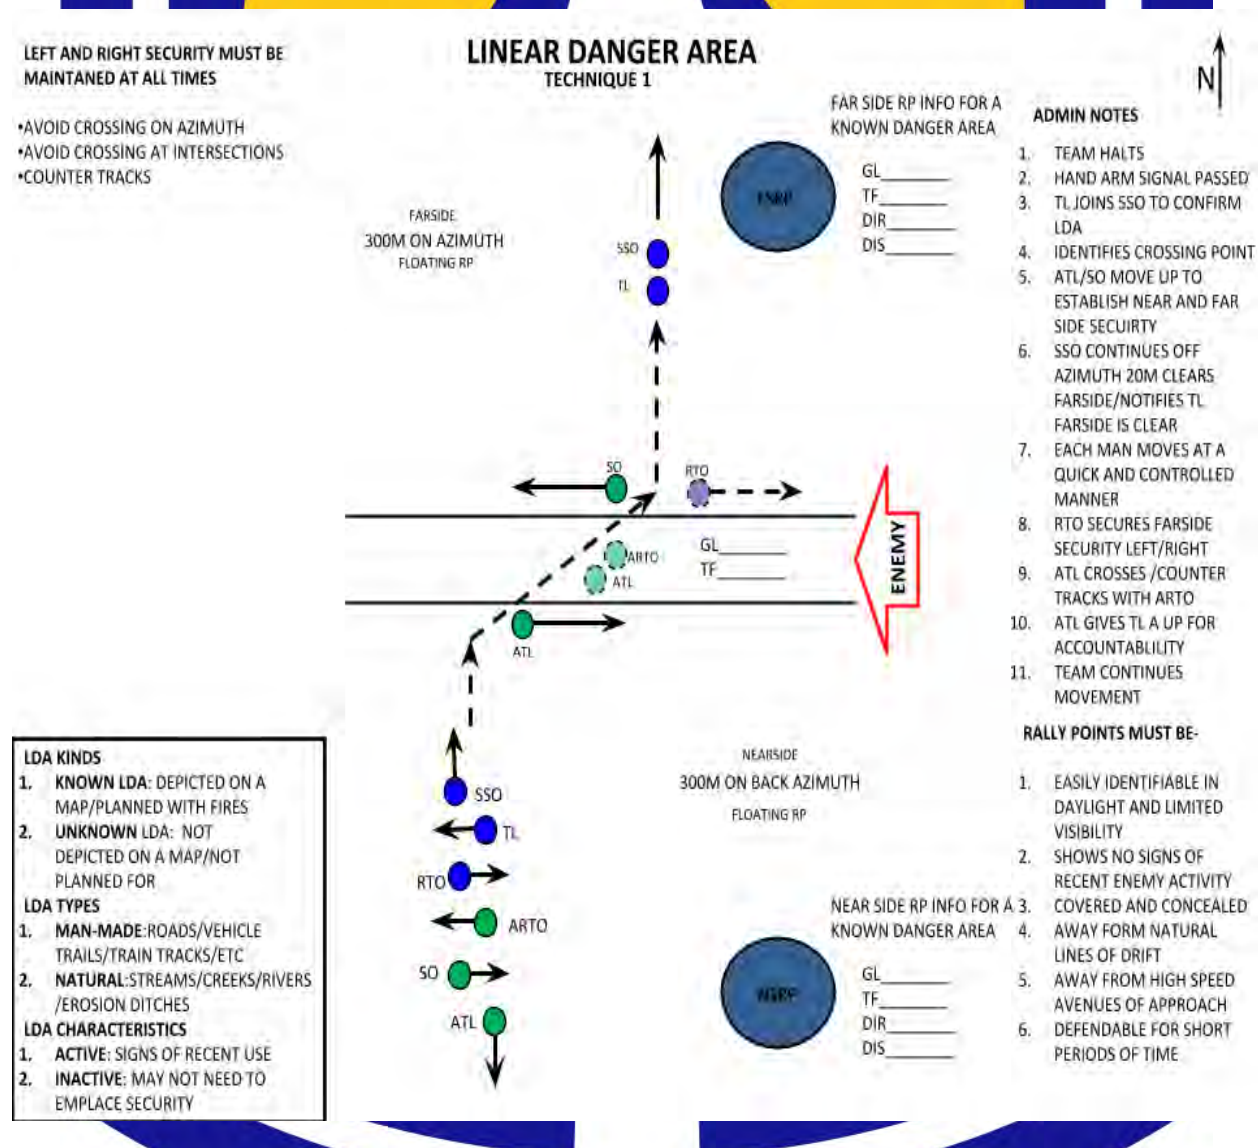 LEFT AND RIGHT SECURITY MUST BE
MAINTANED AT ALL TIMES
•AVOID CROSSING ON AZIMUTH
•AVOID CROSSING AT INTERSECTIONS
•COUNTER TRACKS
LINEAR DANGER AREA
TECHNIQUE 1
N
FARSIDE
300M ON AZIMUTH
FLOATING RP
SSO
TL
FAR SIDE RP INFO FOR A
KNOWN DANGER AREA
FSRP
GL________
TF________
DIR________
DIS________
SO
RTO
ARTO
ATL
GL________
TF________
ENEMY
ATL
SSO
TL
RTO
ARTO
SO
ATL
NEARSIDE
300M ON BACK AZIMUTH
FLOATING RP
NEAR SIDE RP INFO FOR A
KNOWN DANGER AREA
NSRP
GL________
TF________
DIR________
DIS________
ADMIN NOTES
1. TEAM HALTS
2. HAND ARM SIGNAL PASSED
3. TL JOINS SSO TO CONFIRM
LDA
4. IDENTIFIES CROSSING POINT
5. ATL/SO MOVE UP TO
ESTABLISH NEAR AND FAR
SIDE SECUIRTY
6. SSO CONTINUES OFF
AZIMUTH 20M CLEARS
FARSIDE/NOTIFIES TL
FARSIDE IS CLEAR
7. EACH MAN MOVES AT A
QUICK AND CONTROLLED
MANNER
8. RTO SECURES FARSIDE
SECURITY LEFT/RIGHT
9. ATL CROSSES /COUNTER
TRACKS WITH ARTO
10. ATL GIVES TL A UP FOR
ACCOUNTABLILITY
11. TEAM CONTINUES
MOVEMENT
RALLY POINTS MUST BE-
1. EASILY IDENTIFIABLE IN
DAYLIGHT AND LIMITED
VISIBILITY
2. SHOWS NO SIGNS OF
RECENT ENEMY ACTIVITY
3. COVERED AND CONCEALED
4. AWAY FORM NATURAL
LINES OF DRIFT
5. AWAY FROM HIGH SPEED
AVENUES OF APPROACH
6. DEFENDABLE FOR SHORT
PERIODS OF TIME
LDA KINDS
1. KNOWN LDA: DEPICTED ON A
MAP/PLANNED WITH FIRES
2. UNKNOWN LDA: NOT
DEPICTED ON A MAP/NOT
PLANNED FOR
LDA TYPES
1. MAN-MADE:ROADS/VEHICLE
TRAILS/TRAIN TRACKS/ETC
2. NATURAL:STREAMS/CREEKS/RIVERS
/EROSION DITCHES
LDA CHARACTERISTICS
1. ACTIVE: SIGNS OF RECENT USE
2. INACTIVE: MAY NOT NEED TO
EMPLACE SECURITY